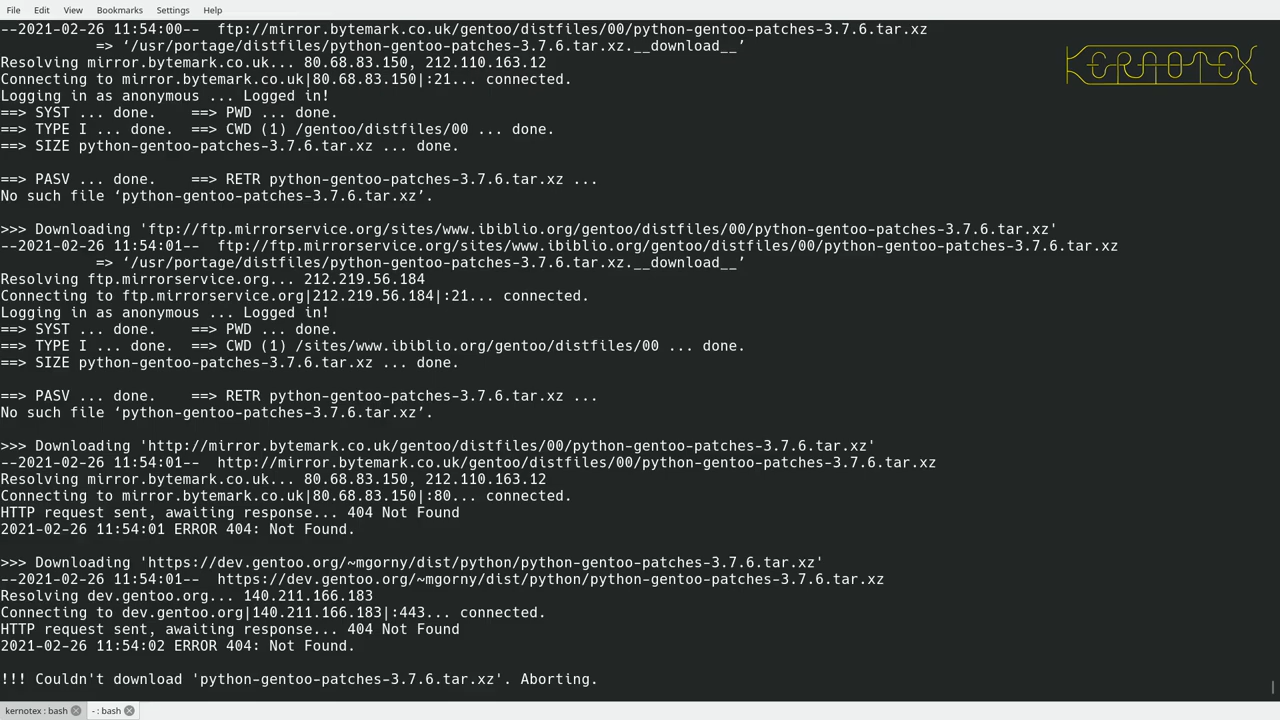 File Edit View Bookmarks Settings Help
--2021-02-26 11:54:00--  ftp://mirror.bytemark.co.uk/gentoo/distfiles/00/python-gentoo-patches-3.7.6.tar.xz
           => ‘/usr/portage/distfiles/python-gentoo-patches-3.7.6.tar.xz.__download__’
KERNOTEX
Resolving mirror.bytemark.co.uk... 80.68.83.150, 212.110.163.12
Connecting to mirror.bytemark.co.uk|80.68.83.150|:21... connected.
Logging in as anonymous ... Logged in!
==> SYST ... done.    ==> PWD ... done.
==> TYPE I ... done.  ==> CWD (1) /gentoo/distfiles/00 ... done.
==> SIZE python-gentoo-patches-3.7.6.tar.xz ... done.
==> PASV ... done.    ==> RETR python-gentoo-patches-3.7.6.tar.xz ...
No such file ‘python-gentoo-patches-3.7.6.tar.xz’.
>>> Downloading 'ftp://ftp.mirrorservice.org/sites/www.ibiblio.org/gentoo/distfiles/00/python-gentoo-patches-3.7.6.tar.xz'
--2021-02-26 11:54:01--  ftp://ftp.mirrorservice.org/sites/www.ibiblio.org/gentoo/distfiles/00/python-gentoo-patches-3.7.6.tar.xz
           => ‘/usr/portage/distfiles/python-gentoo-patches-3.7.6.tar.xz.__download__’
Resolving ftp.mirrorservice.org... 212.219.56.184
Connecting to ftp.mirrorservice.org|212.219.56.184|:21... connected.
Logging in as anonymous ... Logged in!
==> SYST ... done.    ==> PWD ... done.
==> TYPE I ... done.  ==> CWD (1) /sites/www.ibiblio.org/gentoo/distfiles/00 ... done.
==> SIZE python-gentoo-patches-3.7.6.tar.xz ... done.
==> PASV ... done.    ==> RETR python-gentoo-patches-3.7.6.tar.xz ...
No such file ‘python-gentoo-patches-3.7.6.tar.xz’.
>>> Downloading 'http://mirror.bytemark.co.uk/gentoo/distfiles/00/python-gentoo-patches-3.7.6.tar.xz'
--2021-02-26 11:54:01--  http://mirror.bytemark.co.uk/gentoo/distfiles/00/python-gentoo-patches-3.7.6.tar.xz
Resolving mirror.bytemark.co.uk... 80.68.83.150, 212.110.163.12
Connecting to mirror.bytemark.co.uk|80.68.83.150|:80... connected.
HTTP request sent, awaiting response... 404 Not Found
2021-02-26 11:54:01 ERROR 404: Not Found.
>>> Downloading 'https://dev.gentoo.org/~mgorny/dist/python/python-gentoo-patches-3.7.6.tar.xz'
--2021-02-26 11:54:01--  https://dev.gentoo.org/~mgorny/dist/python/python-gentoo-patches-3.7.6.tar.xz
Resolving dev.gentoo.org... 140.211.166.183
Connecting to dev.gentoo.org|140.211.166.183|:443... connected.
HTTP request sent, awaiting response... 404 Not Found
2021-02-26 11:54:02 ERROR 404: Not Found.
!!! Couldn't download 'python-gentoo-patches-3.7.6.tar.xz'. Aborting.
kernotex : bash - : bash